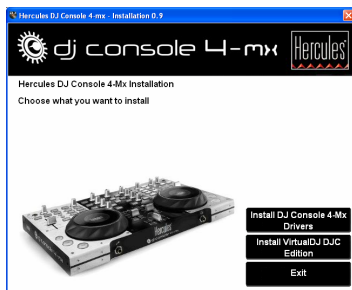 Hercules DJ Console 4-mx - Installation 0.9
dj console 4-mx
Hercules
Hercules DJ Console 4-Mx Installation
Choose what you want to install
Hercules
Install DJ Console 4-Mx
Drivers
Install VirtualDJ DJC
Edition
Exit